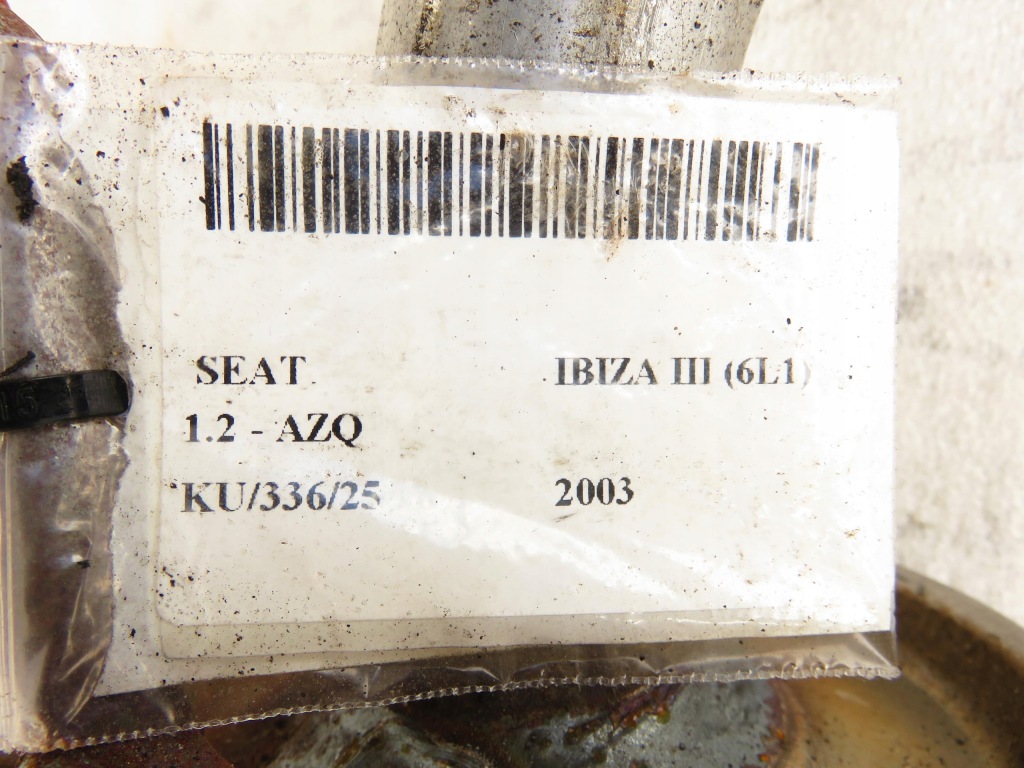 SEAT IBIZA III (6L1)
1.2 - AZQ
KU/336/25 2003